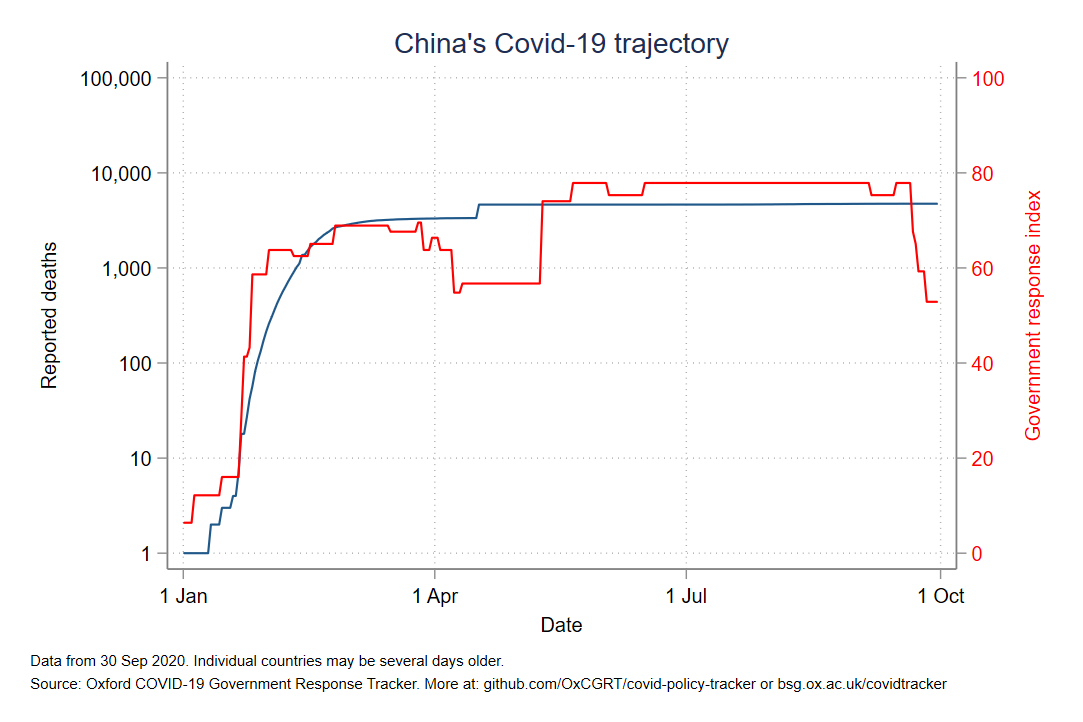 China's Covid-19 trajectory
100,000
10,000
1,000
100
10
1
Reported deaths
100
80
60
40
20
0
Government response index
1 Jan
1 Apr
1 Jul
1 Oct
Date
Data from 30 Sep 2020. Individual countries may be several days older.
Source: Oxford COVID-19 Government Response Tracker. More at: github.com/OxCGRT/covid-policy-tracker or bsg.ox.ac.uk/covidtracker